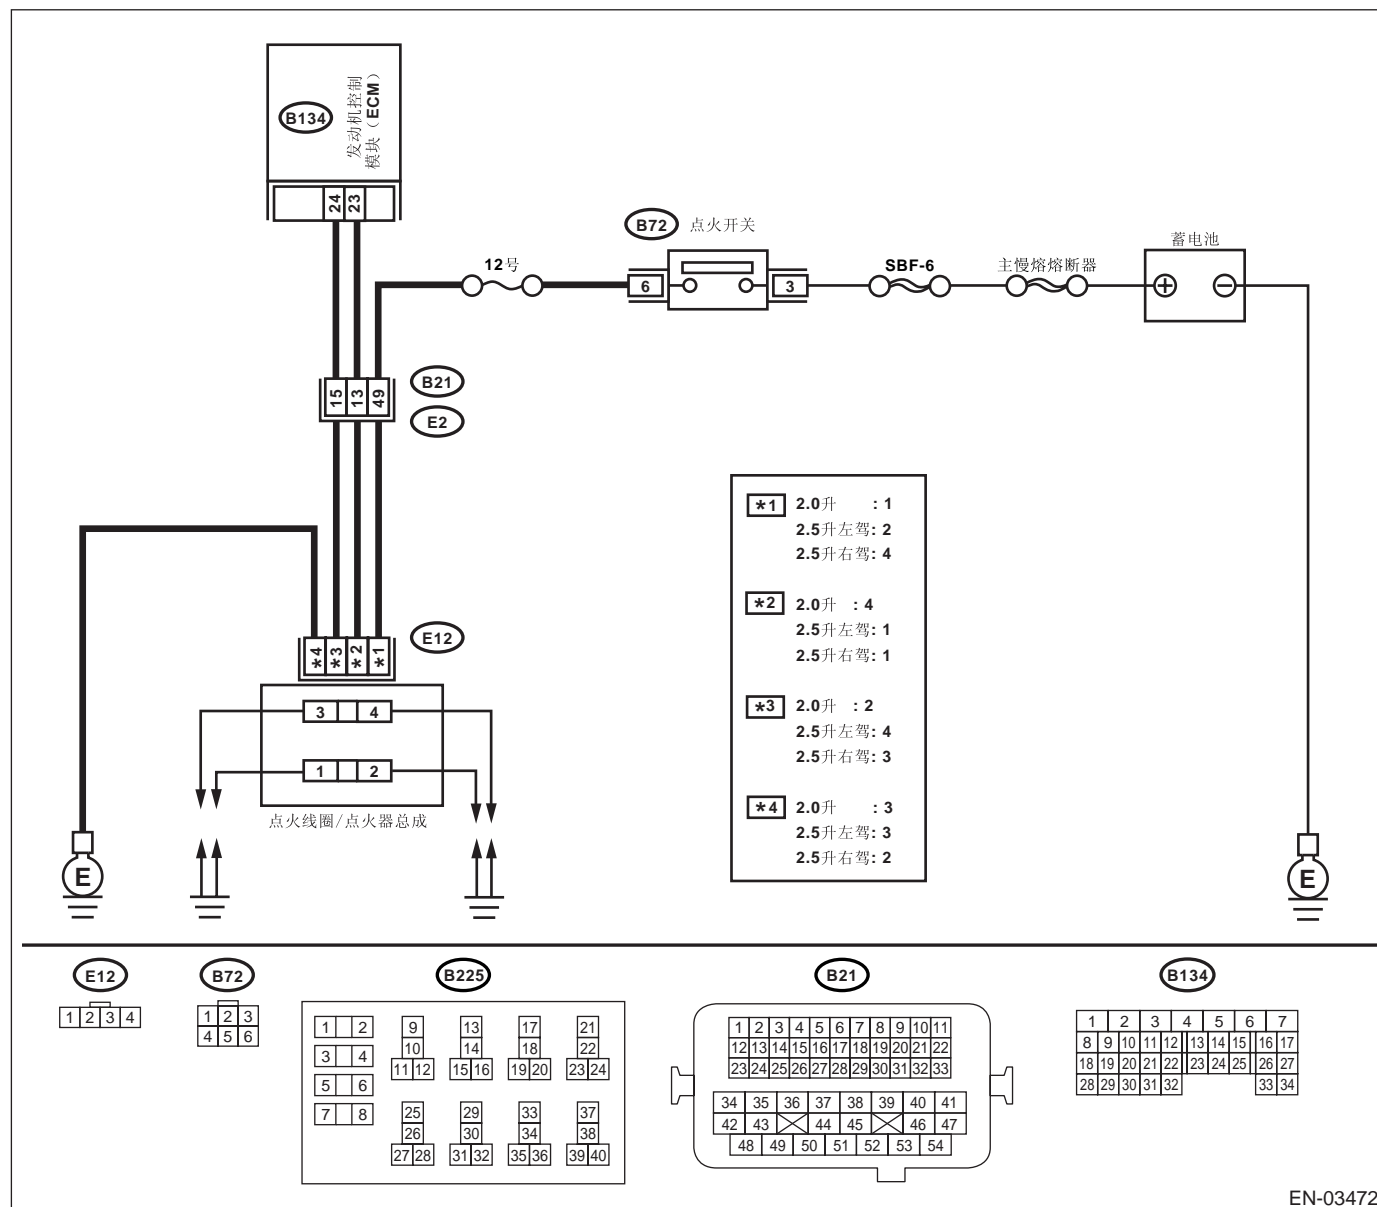 B134
发动机控制
模块（ECM）
24 23
B72 点火开关
蓄电池
12号
6 3
SBF-6
主慢熔熔断器
+ −
15 13 49
B21
E2
*1 2.0升 : 1
2.5升左驾: 2
2.5升右驾: 4
*2 2.0升 : 4
2.5升左驾: 1
2.5升右驾: 1
*3 2.0升 : 2
2.5升左驾: 4
2.5升右驾: 3
*4 2.0升 : 3
2.5升左驾: 3
2.5升右驾: 2
E12
*4 *3 *2 *1
3 4
1 2
点火线圈/点火器总成
E
E
E12
1 2 3 4
B72
1 2 3
4 5 6
B225
1 2
3 4
5 6
7 8
9
10
11 12
13
14
15 16
17
18
19 20
21
22
23 24
25
26
27 28
29
30
31 32
33
34
35 36
37
38
39 40
B21
1 2 3 4 5 6 7 8 9 10 11
12 13 14 15 16 17 18 19 20 21 22
23 24 25 26 27 28 29 30 31 32 33
34 35 36 37 38 39 40 41
42 43 44 45 46 47
48 49 50 51 52 53 54
B134
1 2 3 4 5 6 7
8 9 10 11 12 13 14 15 16 17
18 19 20 21 22 23 24 25 26 27
28 29 30 31 32 33 34
EN-03472